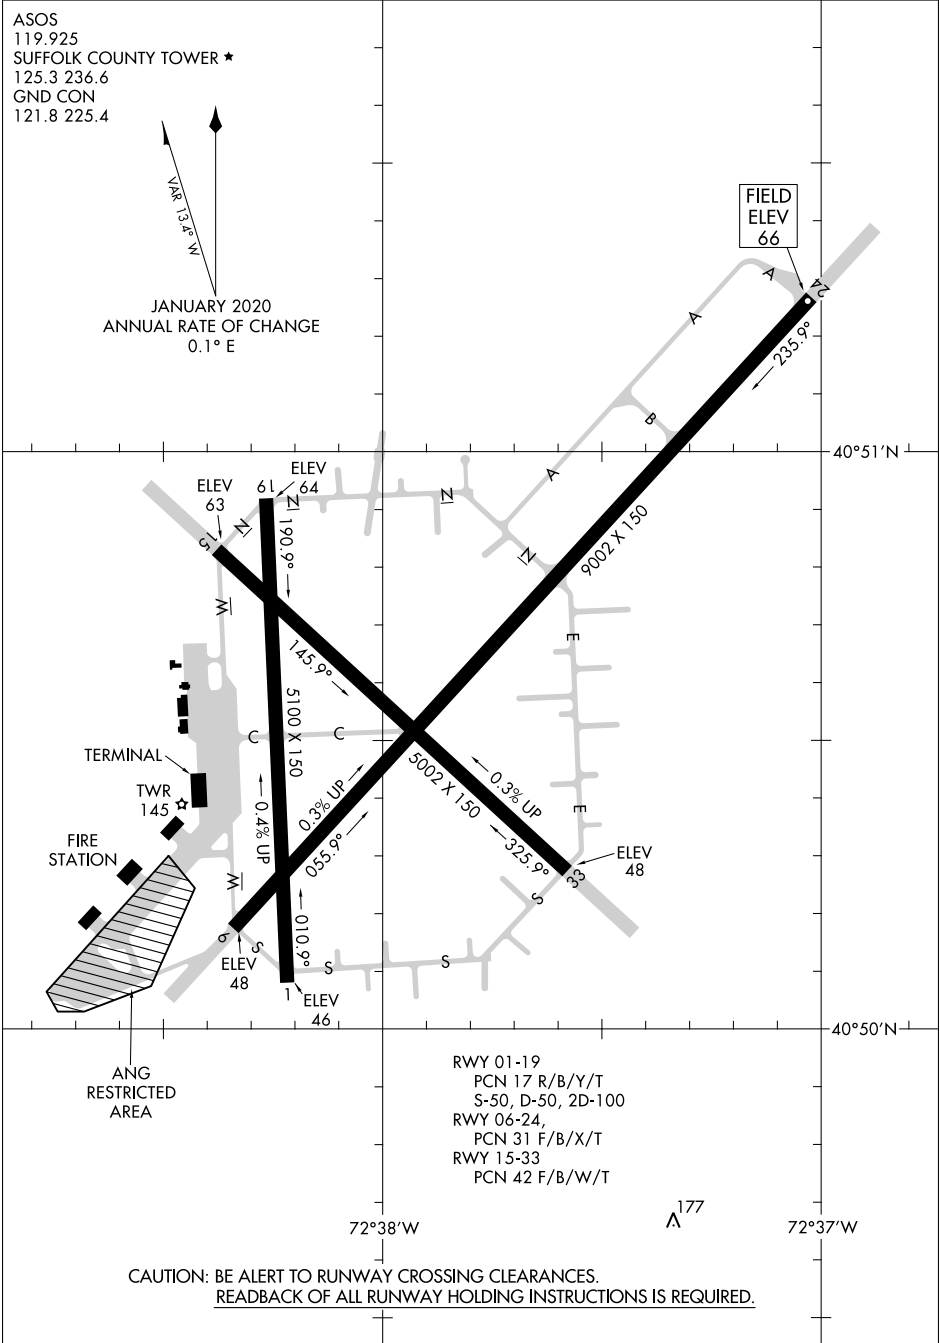 ASOS
119.925
SUFFOLK COUNTY TOWER ★
125.3 236.6
GND CON
121.8 225.4
VAR 13.4° W
JANUARY 2020
ANNUAL RATE OF CHANGE
0.1° E
FIELD
ELEV
66
A
24
A
235.9°
B
40°51'N
A
ELEV
63
19
ELEV
64
N
N
N
N
15
190.9°
9002 X 150
W
E
145.9°
5100 X 150
C
C
TERMINAL
TWR
145
5002 X 150
0.3% UP
0.3% UP
0.4% UP
E
FIRE
STATION
055.9°
325.9°
ELEV
48
33
W
S
6
S
010.9°
ELEV
48
S
S
1
ELEV
46
40°50'N
ANG
RESTRICTED
AREA
RWY 01-19
PCN 17 R/B/Y/T
S-50, D-50, 2D-100
RWY 06-24,
PCN 31 F/B/X/T
RWY 15-33
PCN 42 F/B/W/T
177
72°38'W
72°37'W
CAUTION: BE ALERT TO RUNWAY CROSSING CLEARANCES.
READBACK OF ALL RUNWAY HOLDING INSTRUCTIONS IS REQUIRED.